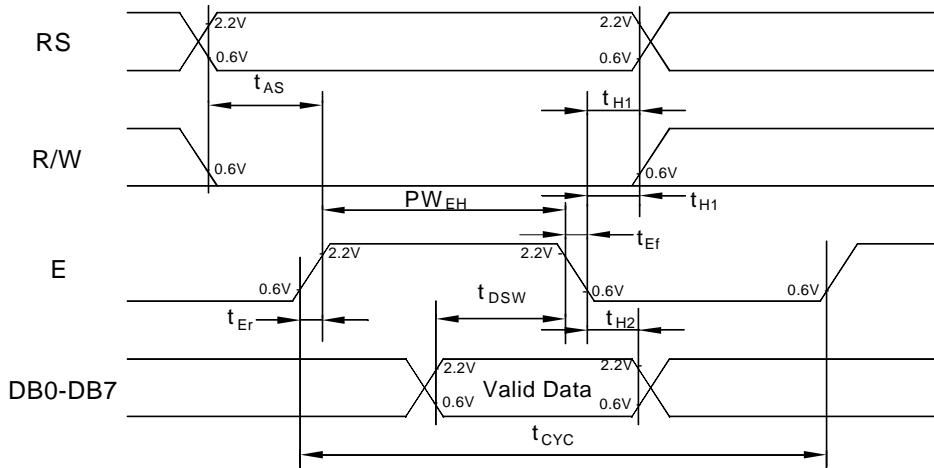 RS
2.2V
0.6V
2.2V
0.6V
tAS
tH1
R/W
0.6V
0.6V
PWEH
tH1
tEf
E
2.2V
2.2V
0.6V
0.6V
0.6V
tEr
tDSW
tH2
DB0-DB7
2.2V
0.6V
Valid Data
2.2V
0.6V
tCYC